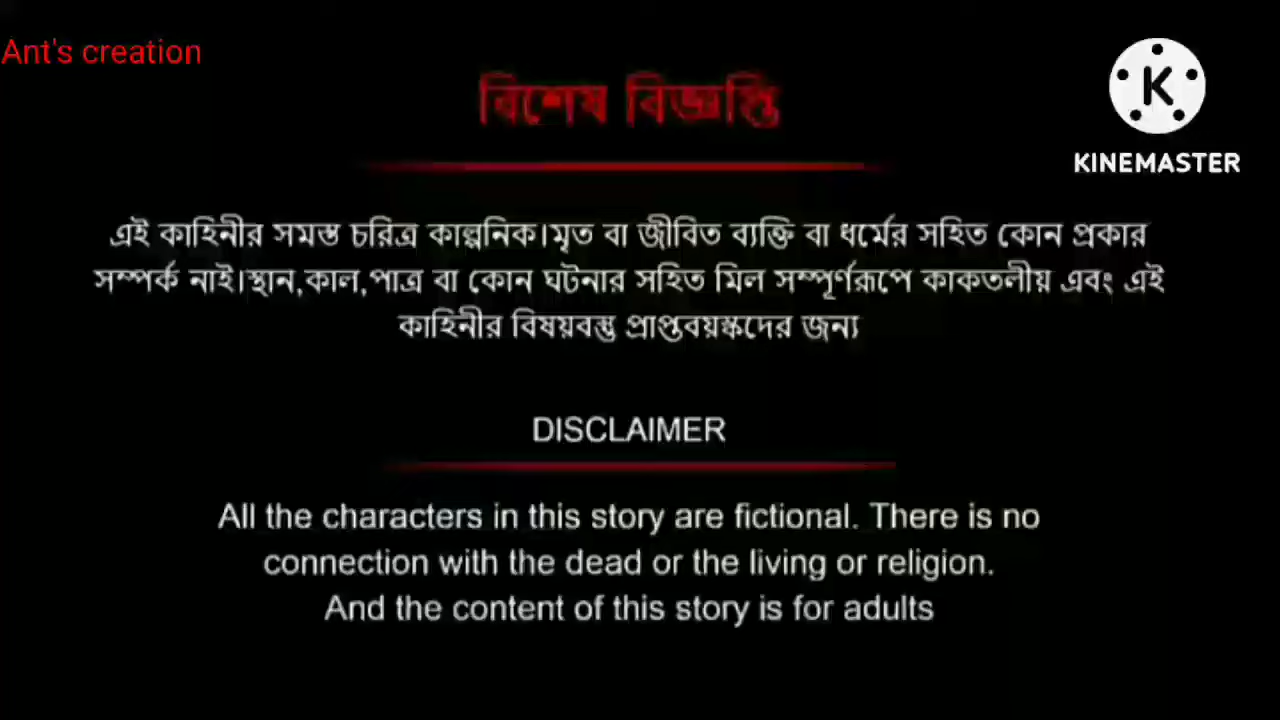 Ant's creation
K
KINEMASTER
বিশেষ বিজ্ঞপ্তি
এই কাহিনীর সমস্ত চরিত্র কাল্পনিক।মৃত বা জীবিত ব্যক্তি বা ধর্মের সহিত কোন প্রকার
সম্পর্ক নাই।স্থান,কাল,পাত্র বা কোন ঘটনার সহিত মিল সম্পূর্ণরূপে কাকতলীয় এবং এই
কাহিনীর বিষয়বস্তু প্রাপ্তবয়স্কদের জন্য
DISCLAIMER
All the characters in this story are fictional. There is no
connection with the dead or the living or religion.
And the content of this story is for adults